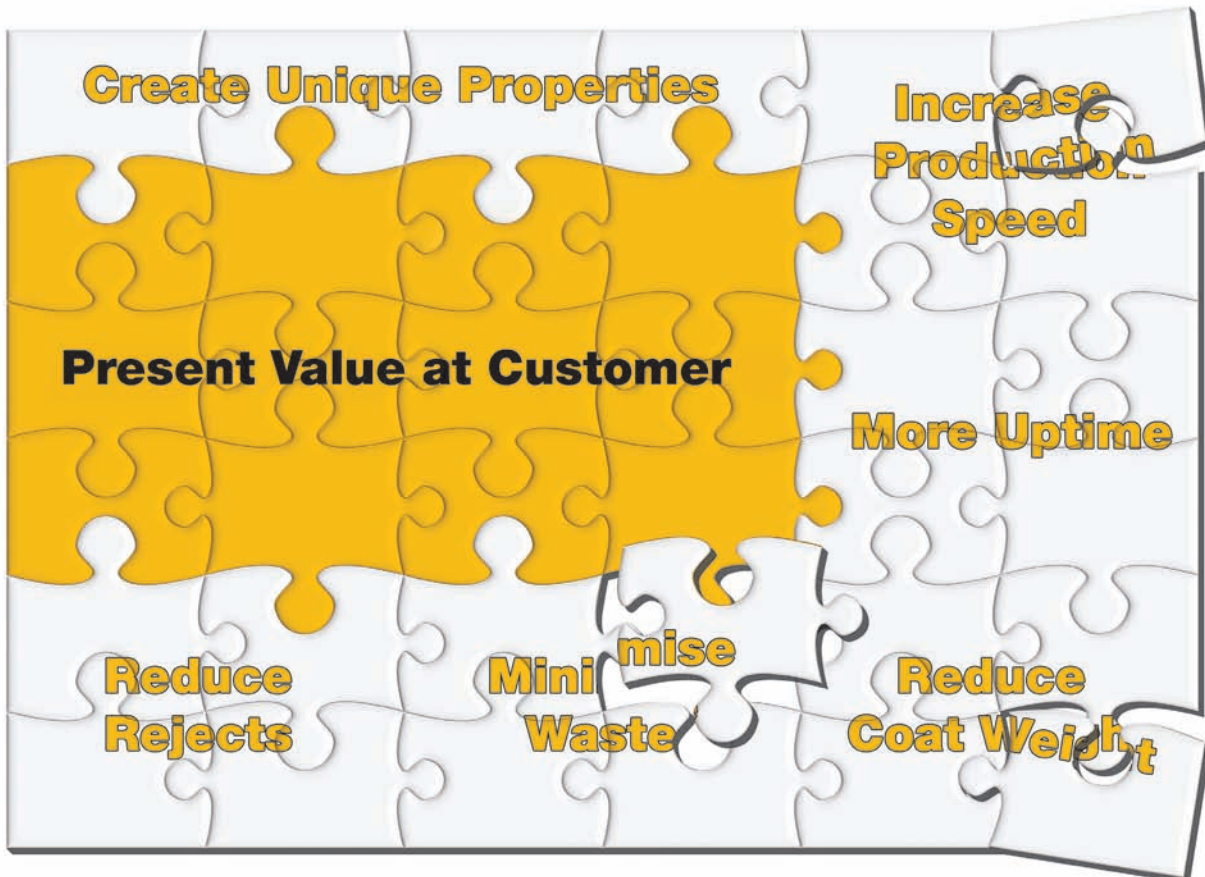 Create Unique Properties
Increase
Production
Speed
Present Value at Customer
More Uptime
Reduce
Rejects
Minimise
Waste
Reduce
Coat Weight